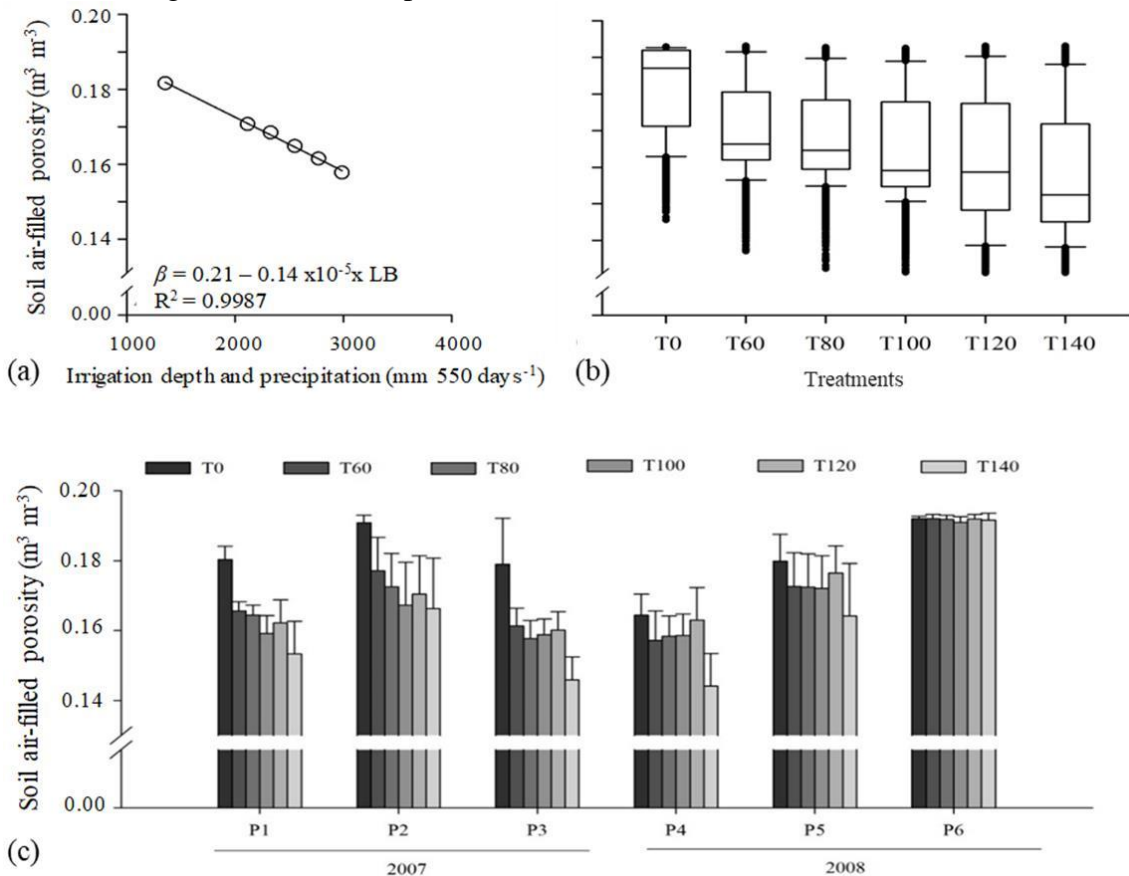 0.20
0.18
0.16
0.14
0.00
Soil air-filled porosity (m³ m⁻³)
β = 0.21 – 0.14 x10⁻⁵x LB
R² = 0.9987
1000 2000 3000 4000
(a) Irrigation depth and precipitation (mm 550 days⁻¹)
T0 T60 T80 T100 T120 T140
(b) Treatments
T0 T60 T80 T100 T120 T140
0.20
0.18
0.16
0.14
0.00
Soil air-filled porosity (m³ m⁻³)
P1 P2 P3 P4 P5 P6
(c) 2007 2008